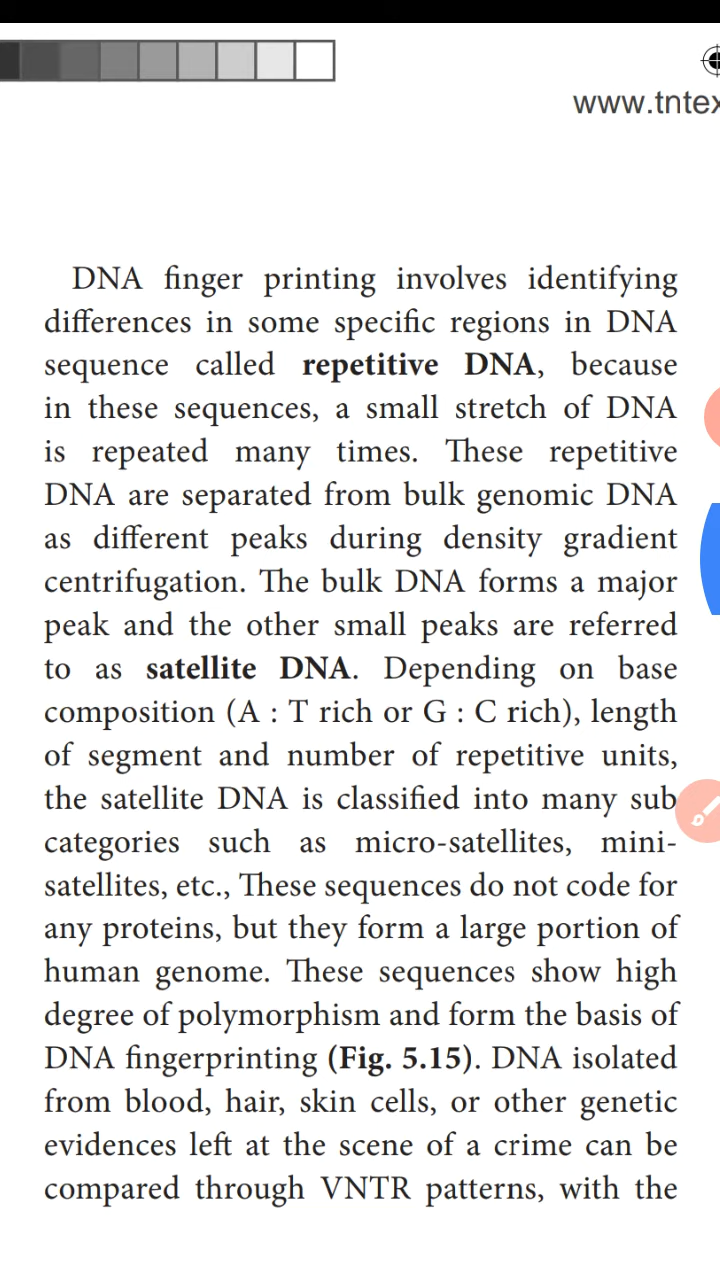 www.tntex
DNA finger printing involves identifying
differences in some specific regions in DNA
sequence called repetitive DNA, because
in these sequences, a small stretch of DNA
is repeated many times. These repetitive
DNA are separated from bulk genomic DNA
as different peaks during density gradient
centrifugation. The bulk DNA forms a major
peak and the other small peaks are referred
to as satellite DNA. Depending on base
composition (A : T rich or G : C rich), length
of segment and number of repetitive units,
the satellite DNA is classified into many sub
categories such as micro-satellites, mini-
satellites, etc., These sequences do not code for
any proteins, but they form a large portion of
human genome. These sequences show high
degree of polymorphism and form the basis of
DNA fingerprinting (Fig. 5.15). DNA isolated
from blood, hair, skin cells, or other genetic
evidences left at the scene of a crime can be
compared through VNTR patterns, with the